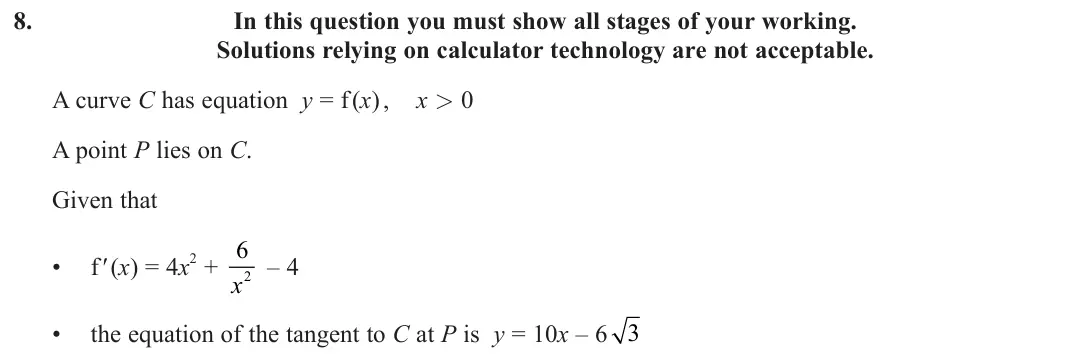 8. In this question you must show all stages of your working.
Solutions relying on calculator technology are not acceptable.
A curve C has equation y = f(x), x > 0
A point P lies on C.
Given that
• f′(x) = 4x² + 6/x² – 4
• the equation of the tangent to C at P is y = 10x – 6√3